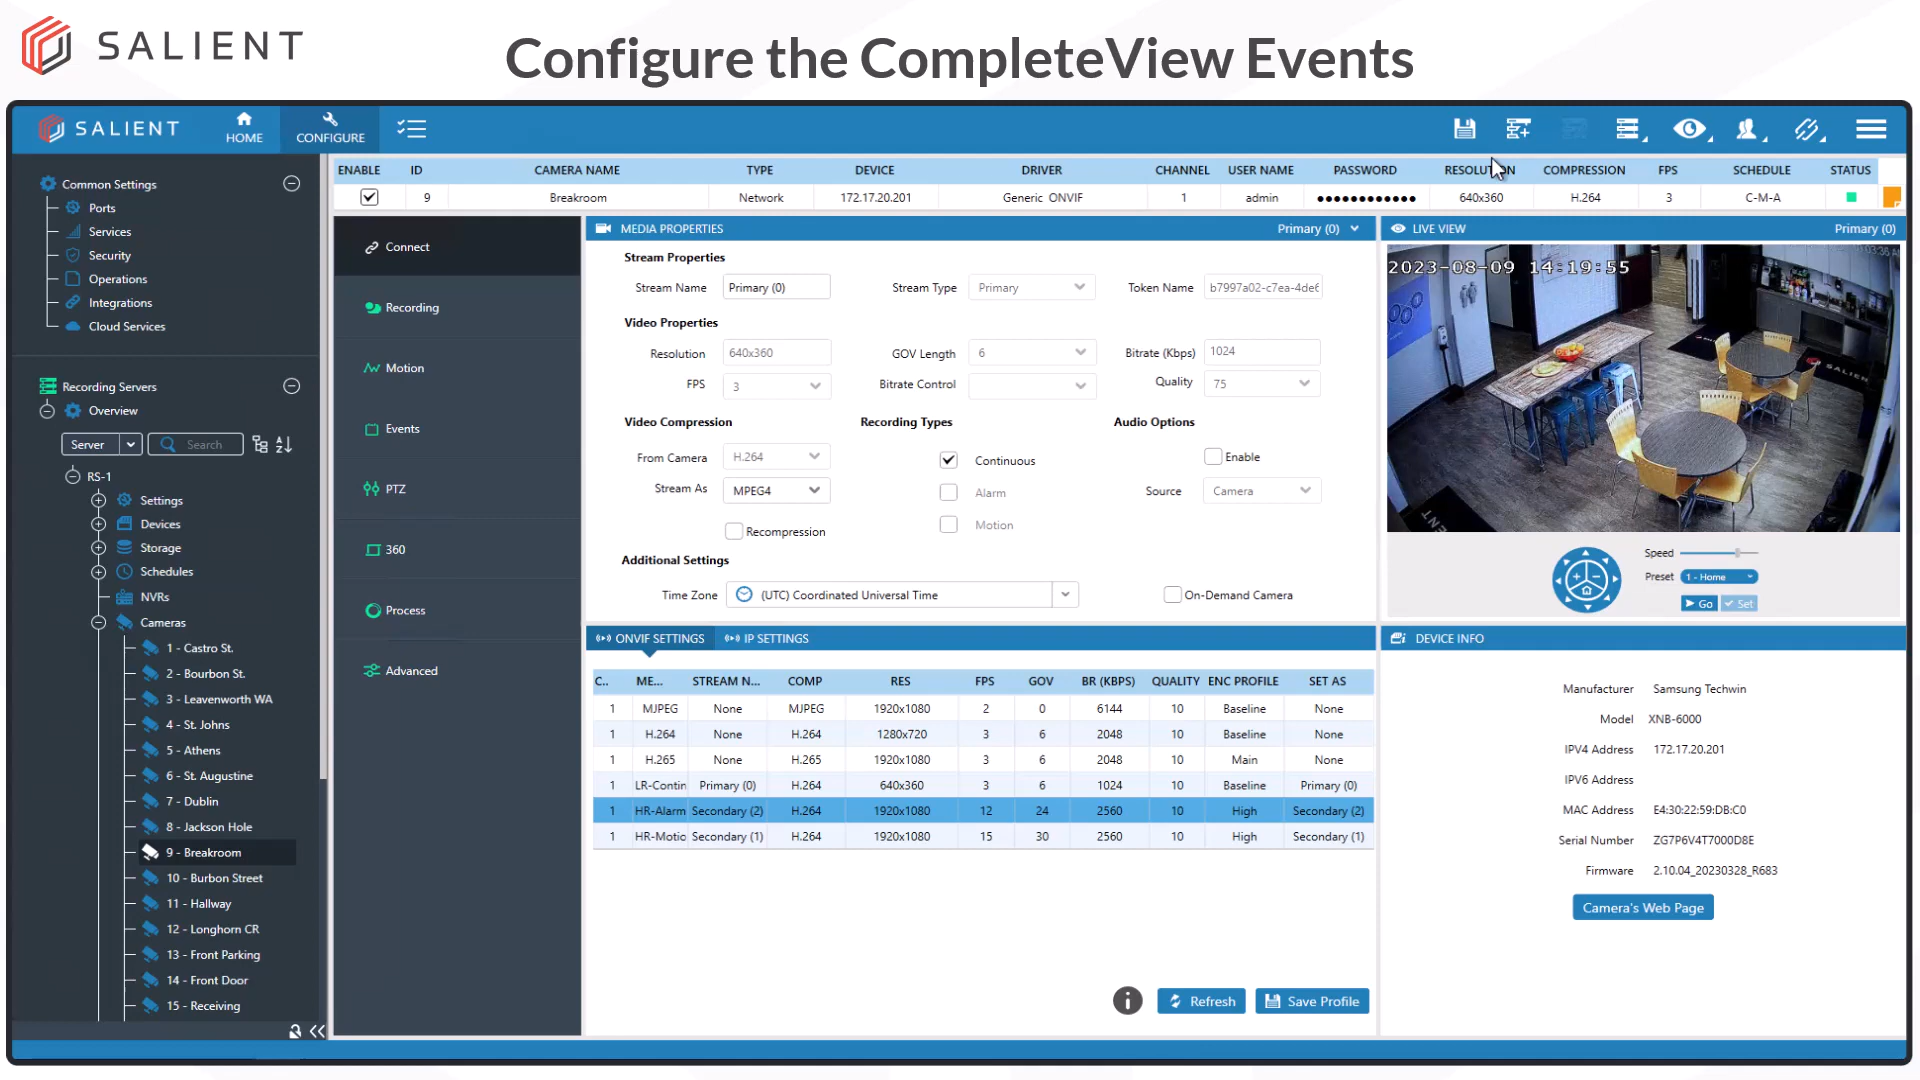 SALIENT
Configure the CompleteView Events
SALIENT
HOME
CONFIGURE
Common Settings
Ports
Services
Security
Operations
Integrations
Cloud Services
Recording Servers
Overview
Server
Search
RS-1
Settings
Devices
Storage
Schedules
NVRs
Cameras
1 - Castro St.
2 - Bourbon St.
3 - Leavenworth WA
4 - St. Johns
5 - Athens
6 - St. Augustine
7 - Dublin
8 - Jackson Hole
9 - Breakroom
10 - Burbon Street
11 - Hallway
12 - Longhorn CR
13 - Front Parking
14 - Front Door
15 - Receiving
ENABLE ID CAMERA NAME TYPE DEVICE DRIVER CHANNEL USER NAME PASSWORD RESOLUTION COMPRESSION FPS SCHEDULE STATUS
9 Breakroom Network 172.17.20.201 Generic ONVIF 1 admin ●●●●●●●●●●●● 640x360 H.264 3 C-M-A
Connect
Recording
Motion
Events
PTZ
360
Process
Advanced
MEDIA PROPERTIES Primary (0)
Stream Properties
Stream Name Primary (0) Stream Type Primary Token Name b7997a02-c7ea-4de6
Video Properties
Resolution 640x360 GOV Length 6 Bitrate (Kbps) 1024
FPS 3 Bitrate Control Quality 75
Video Compression Recording Types Audio Options
From Camera H.264 Continuous Enable
Stream As MPEG4 Alarm Source Camera
Recompression Motion
Additional Settings
Time Zone (UTC) Coordinated Universal Time On-Demand Camera
ONVIF SETTINGS IP SETTINGS
C.. ME... STREAM N... COMP RES FPS GOV BR (KBPS) QUALITY ENC PROFILE SET AS
1 MJPEG None MJPEG 1920x1080 2 0 6144 10 Baseline None
1 H.264 None H.264 1280x720 3 6 2048 10 Baseline None
1 H.265 None H.265 1920x1080 3 6 2048 10 Main None
1 LR-Contin Primary (0) H.264 640x360 3 6 1024 10 Baseline Primary (0)
1 HR-Alarm Secondary (2) H.264 1920x1080 12 24 2560 10 High Secondary (2)
1 HR-Motio Secondary (1) H.264 1920x1080 15 30 2560 10 High Secondary (1)
Refresh Save Profile
LIVE VIEW Primary (0)
2023-08-09 14:19:55
SALIEN
Speed
Preset 1 - Home
Go Set
DEVICE INFO
Manufacturer Samsung Techwin
Model XNB-6000
IPV4 Address 172.17.20.201
IPV6 Address
MAC Address E4:30:22:59:DB:C0
Serial Number ZG7P6V4T7000D8E
Firmware 2.10.04_20230328_R683
Camera's Web Page